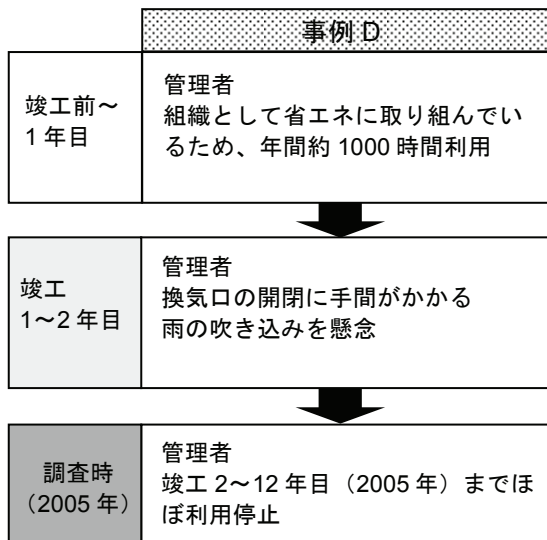 事例 D
竣工前～
1 年目
管理者
組織として省エネに取り組んでい
るため、年間約 1000 時間利用
竣工
1～2 年目
管理者
換気口の開閉に手間がかかる
雨の吹き込みを懸念
調査時
（2005 年）
管理者
竣工 2～12 年目（2005 年）までほ
ぼ利用停止